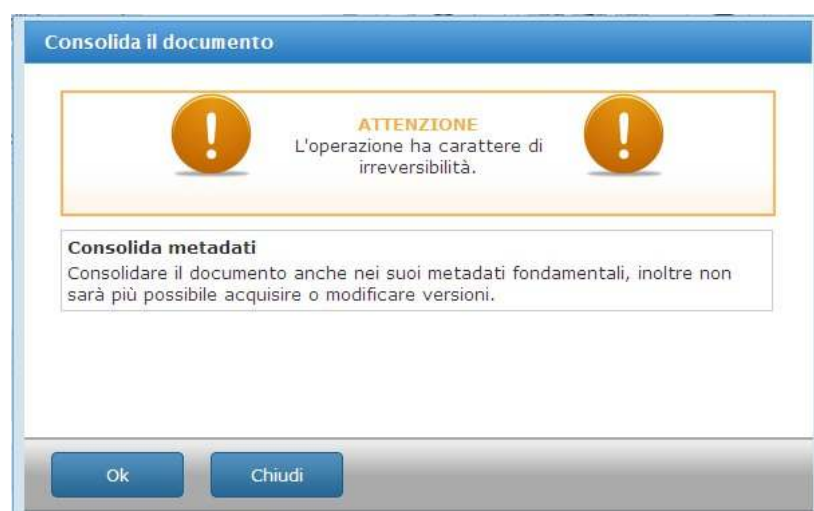 Consolida il documento
ATTENZIONE
L'operazione ha carattere di
irreversibilità.
Consolida metadati
Consolidare il documento anche nei suoi metadati fondamentali, inoltre non
sarà più possibile acquisire o modificare versioni.
Ok Chiudi